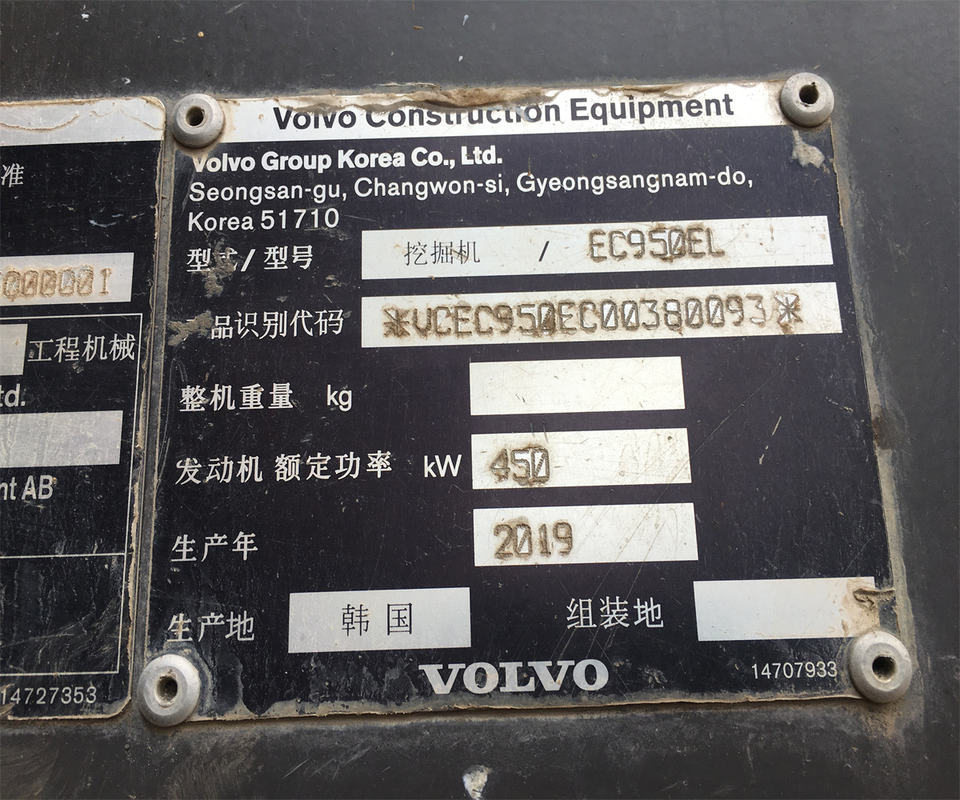 Volvo Construction Equipment
Volvo Group Korea Co., Ltd.
Seongsan-gu, Changwon-si, Gyeongsangnam-do,
Korea 51710
型式/型号 挖掘机 / EC950EL
品识别代码 *VCEC950EC00380093*
整机重量 kg
发动机 额定功率 kW 450
生产年 2019
生产地 韩国 组装地
VOLVO 14707933
准
000001
工程机械
td.
nt AB
14727353